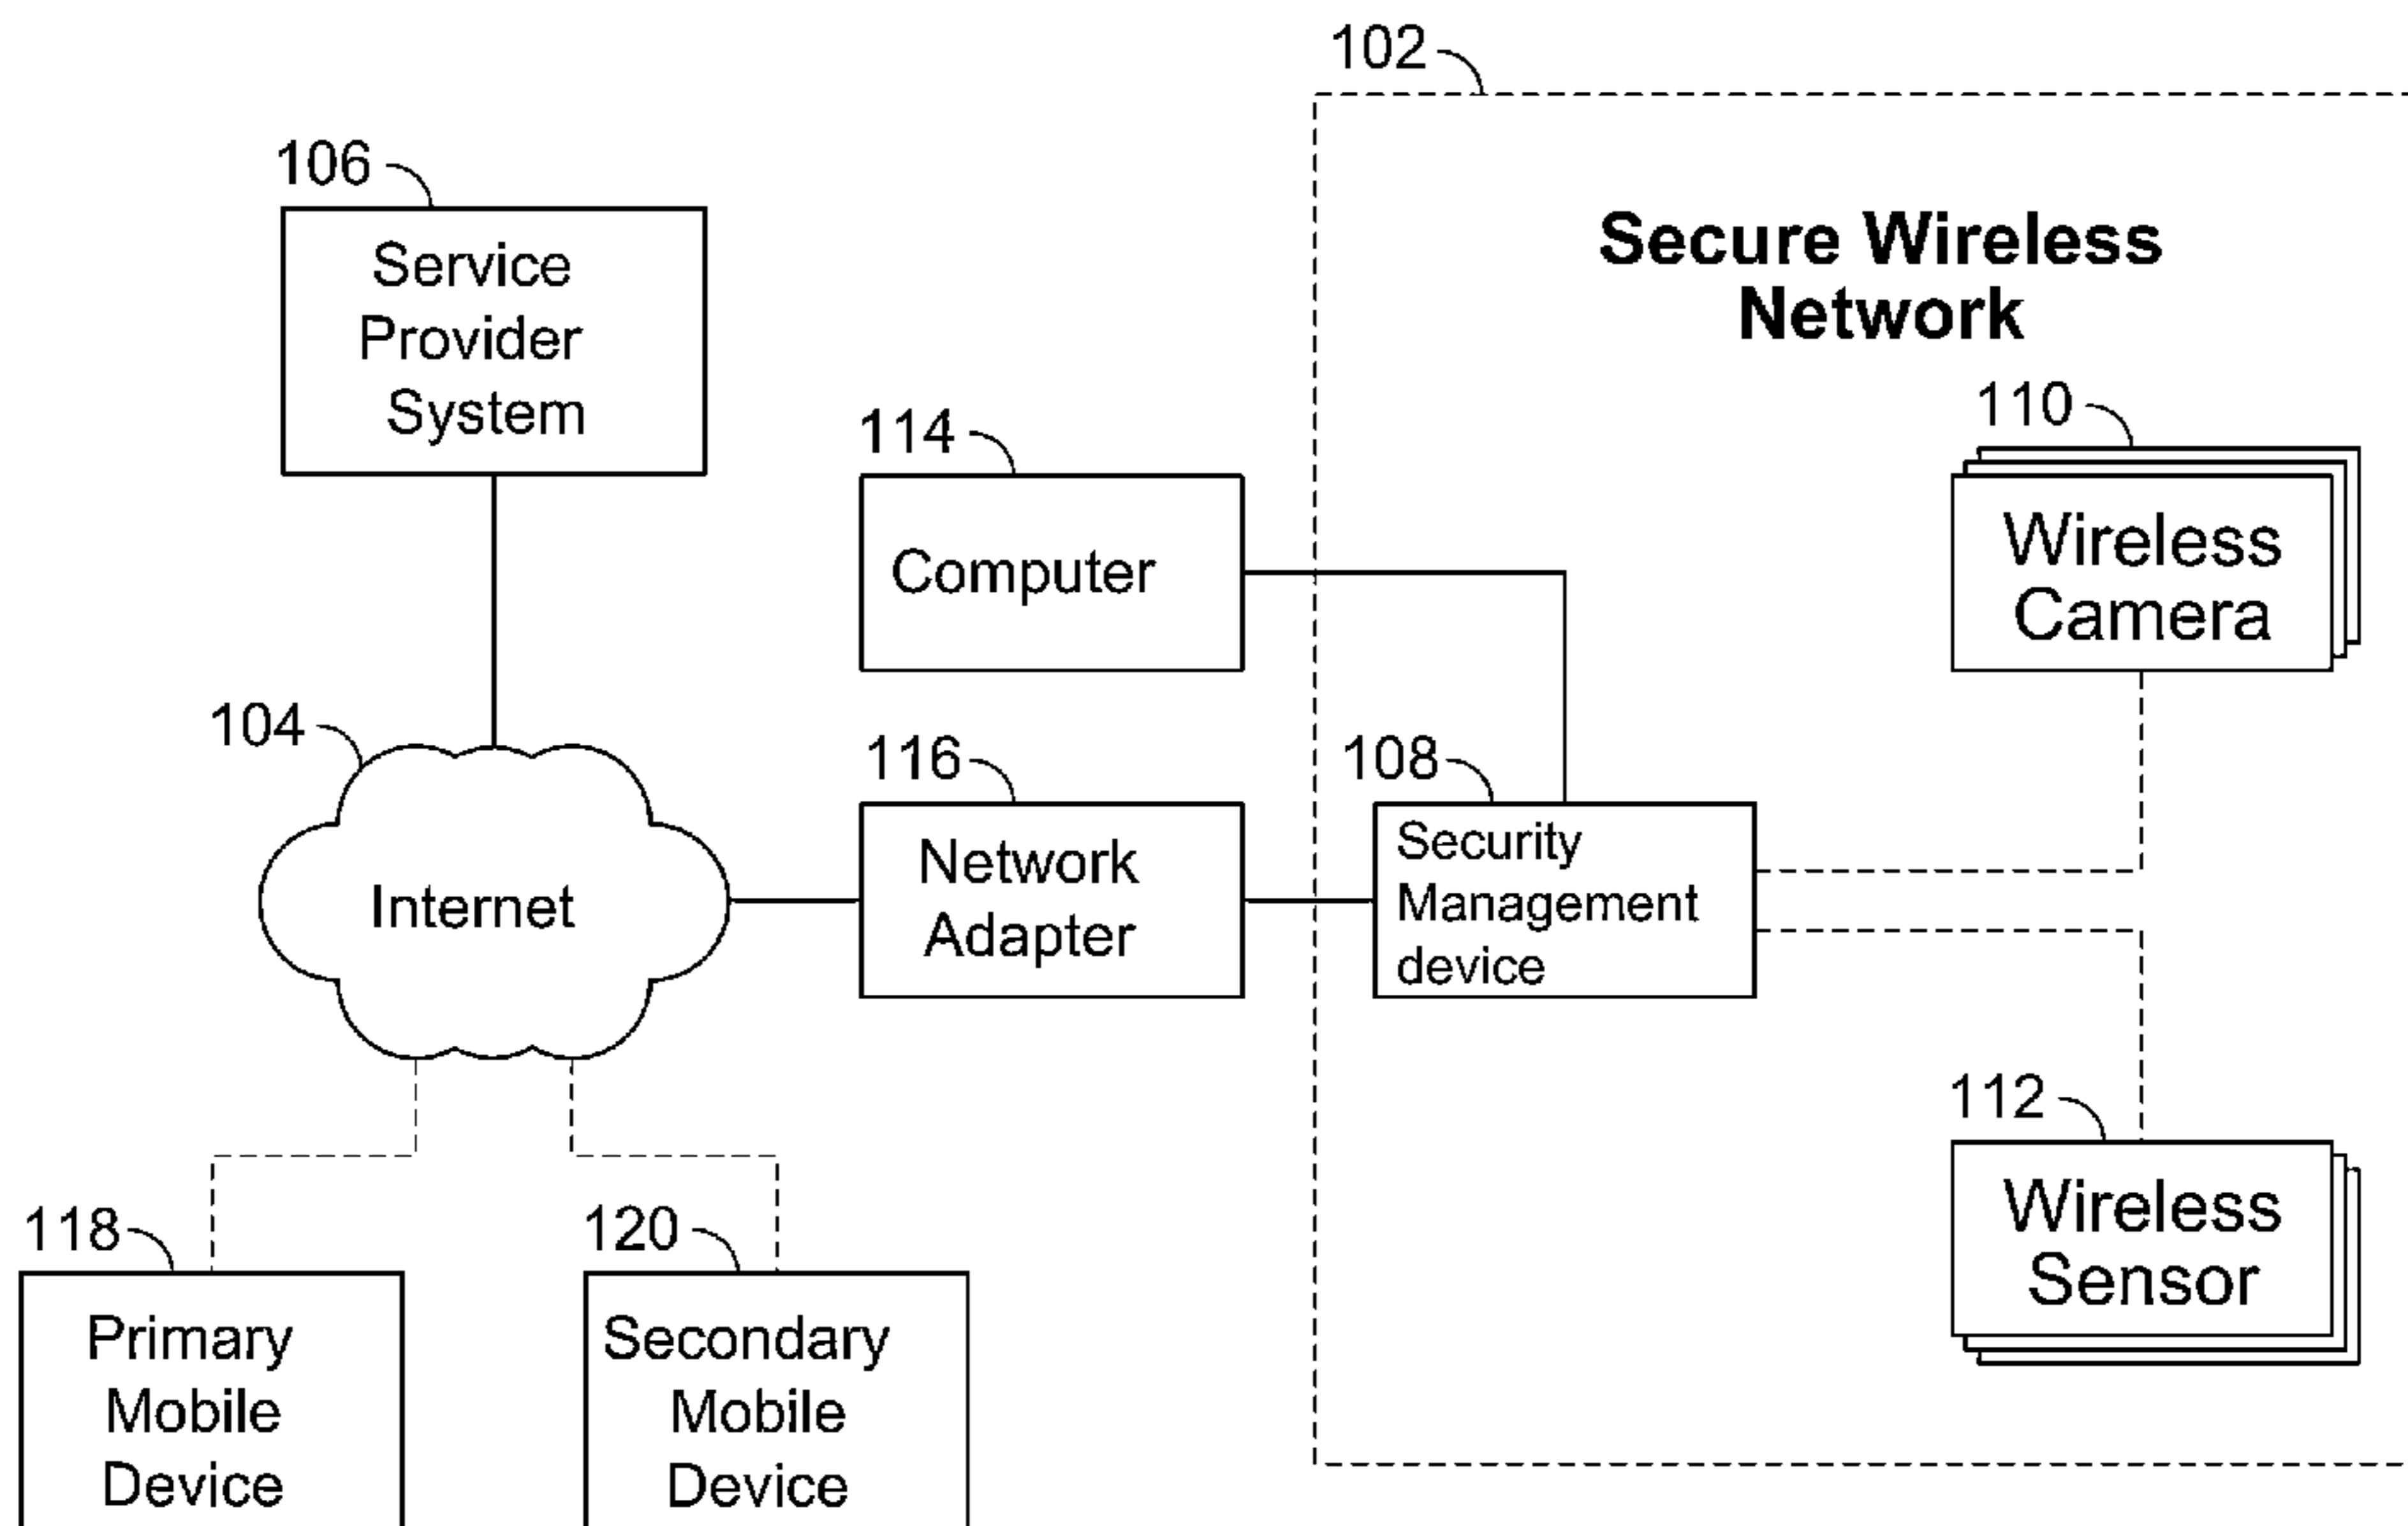 102
106
Service
Provider
System
Secure Wireless
Network
114
Computer
110
Wireless
Camera
104
Internet
116
Network
Adapter
108
Security
Management
device
112
Wireless
Sensor
118
Primary
Mobile
Device
120
Secondary
Mobile
Device